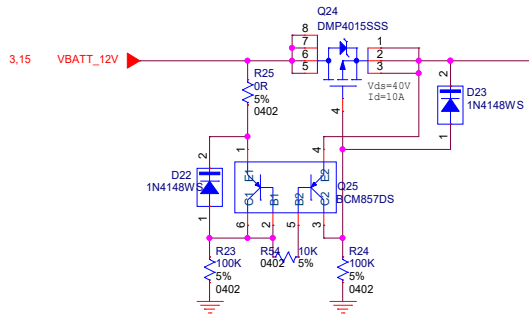 Q24
DMP4015SSS
3,15 VBATT_12V
8
7
6
5
1
2
3
4
Vds=40V
Id=10A
R25
0R
5%
0402
D23
1N4148WS
2
1
D22
1N4148WS
2
1
1
4
E1
E2
C1
B1
B2
C2
Q25
BCM857DS
6
2
5
3
R23
100K
5%
0402
R54
0402
10K
5%
R24
100K
5%
0402